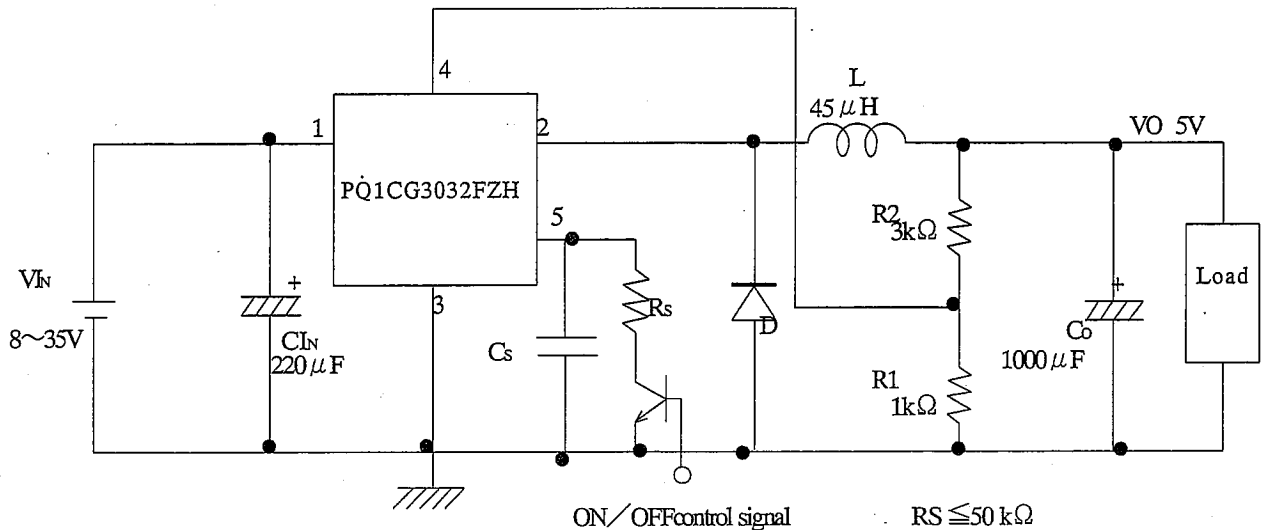 4
L
45μH
1
2
VO 5V
PQ1CG3032FZH
5
R2
3kΩ
VIN
+
3
Rs
+
Load
8～35V
CIN
220μF
Cs
D
Co
1000μF
R1
1kΩ
ON／OFFcontrol signal
RS≦50kΩ